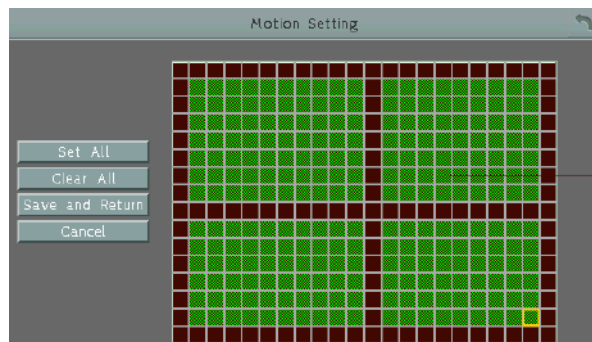 Motion Setting
Set All
Clear All
Save and Return
Cancel